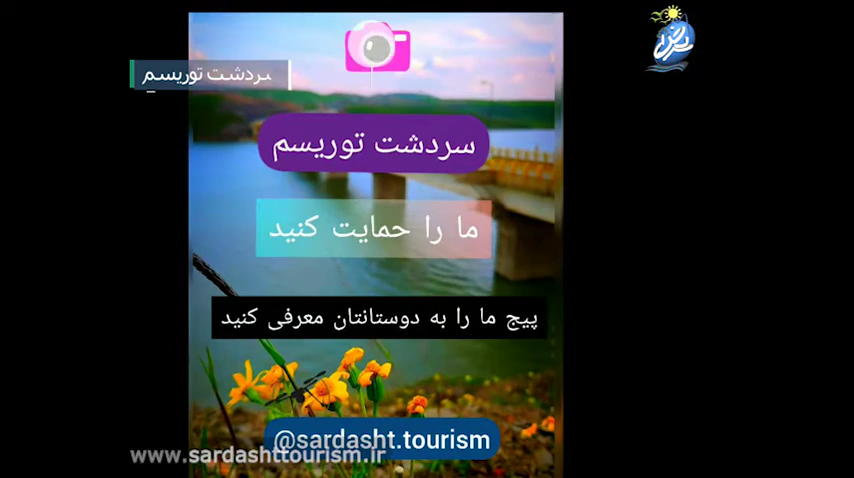 سردشت توریسم
سردشت توریسم
ما را حمایت کنید
پیج ما را به دوستانتان معرفی کنید
@sardasht.tourism
www.sardashttourism.ir